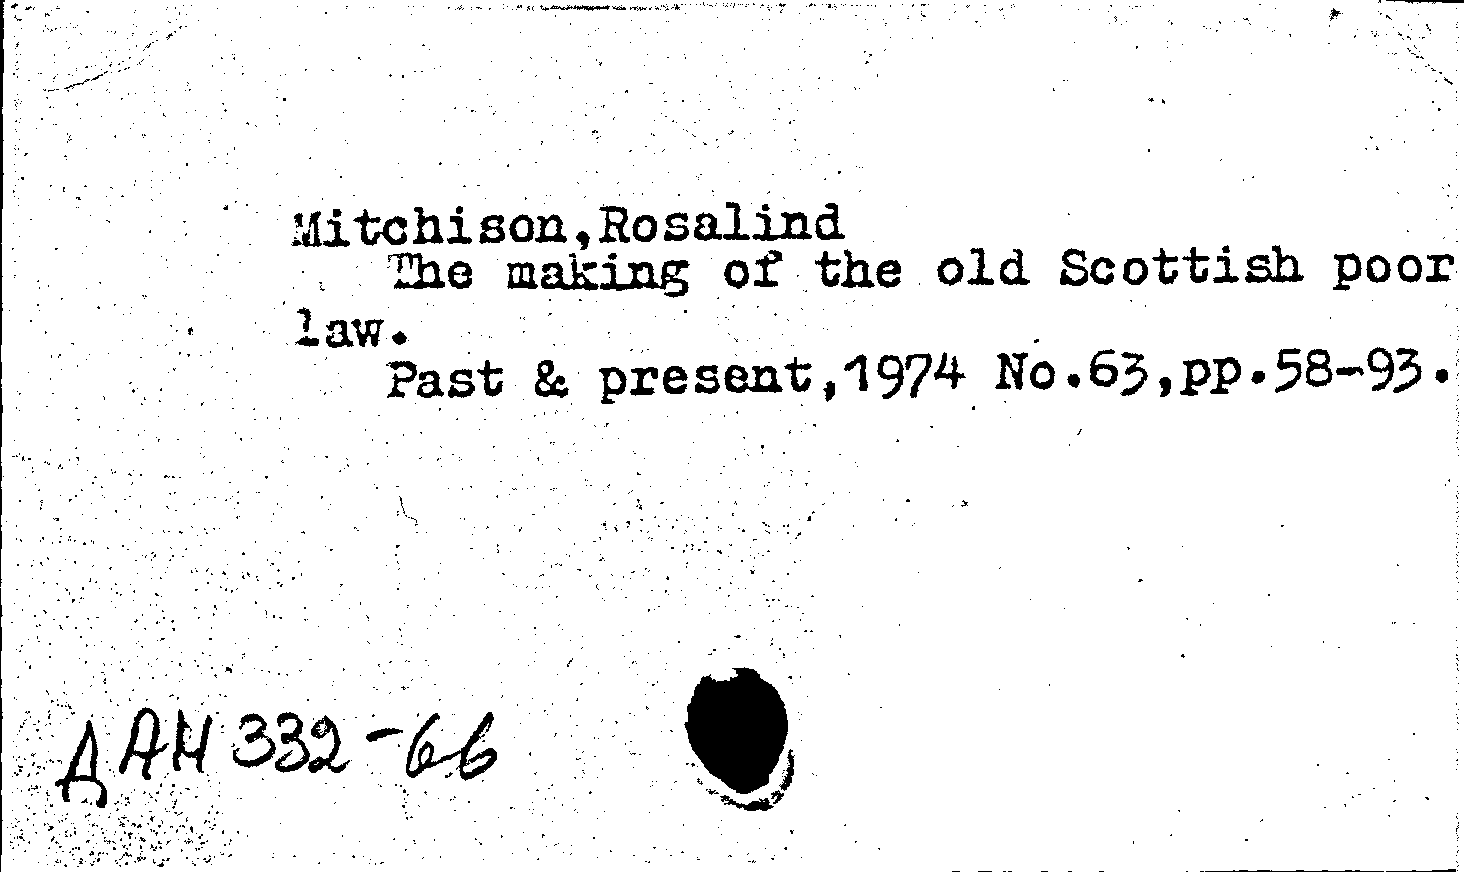 Mitchison,Rosalind
The making of the old Scottish poor
law.
Past & present,1974 No.63,pp.58-93.
ДАН 332-66